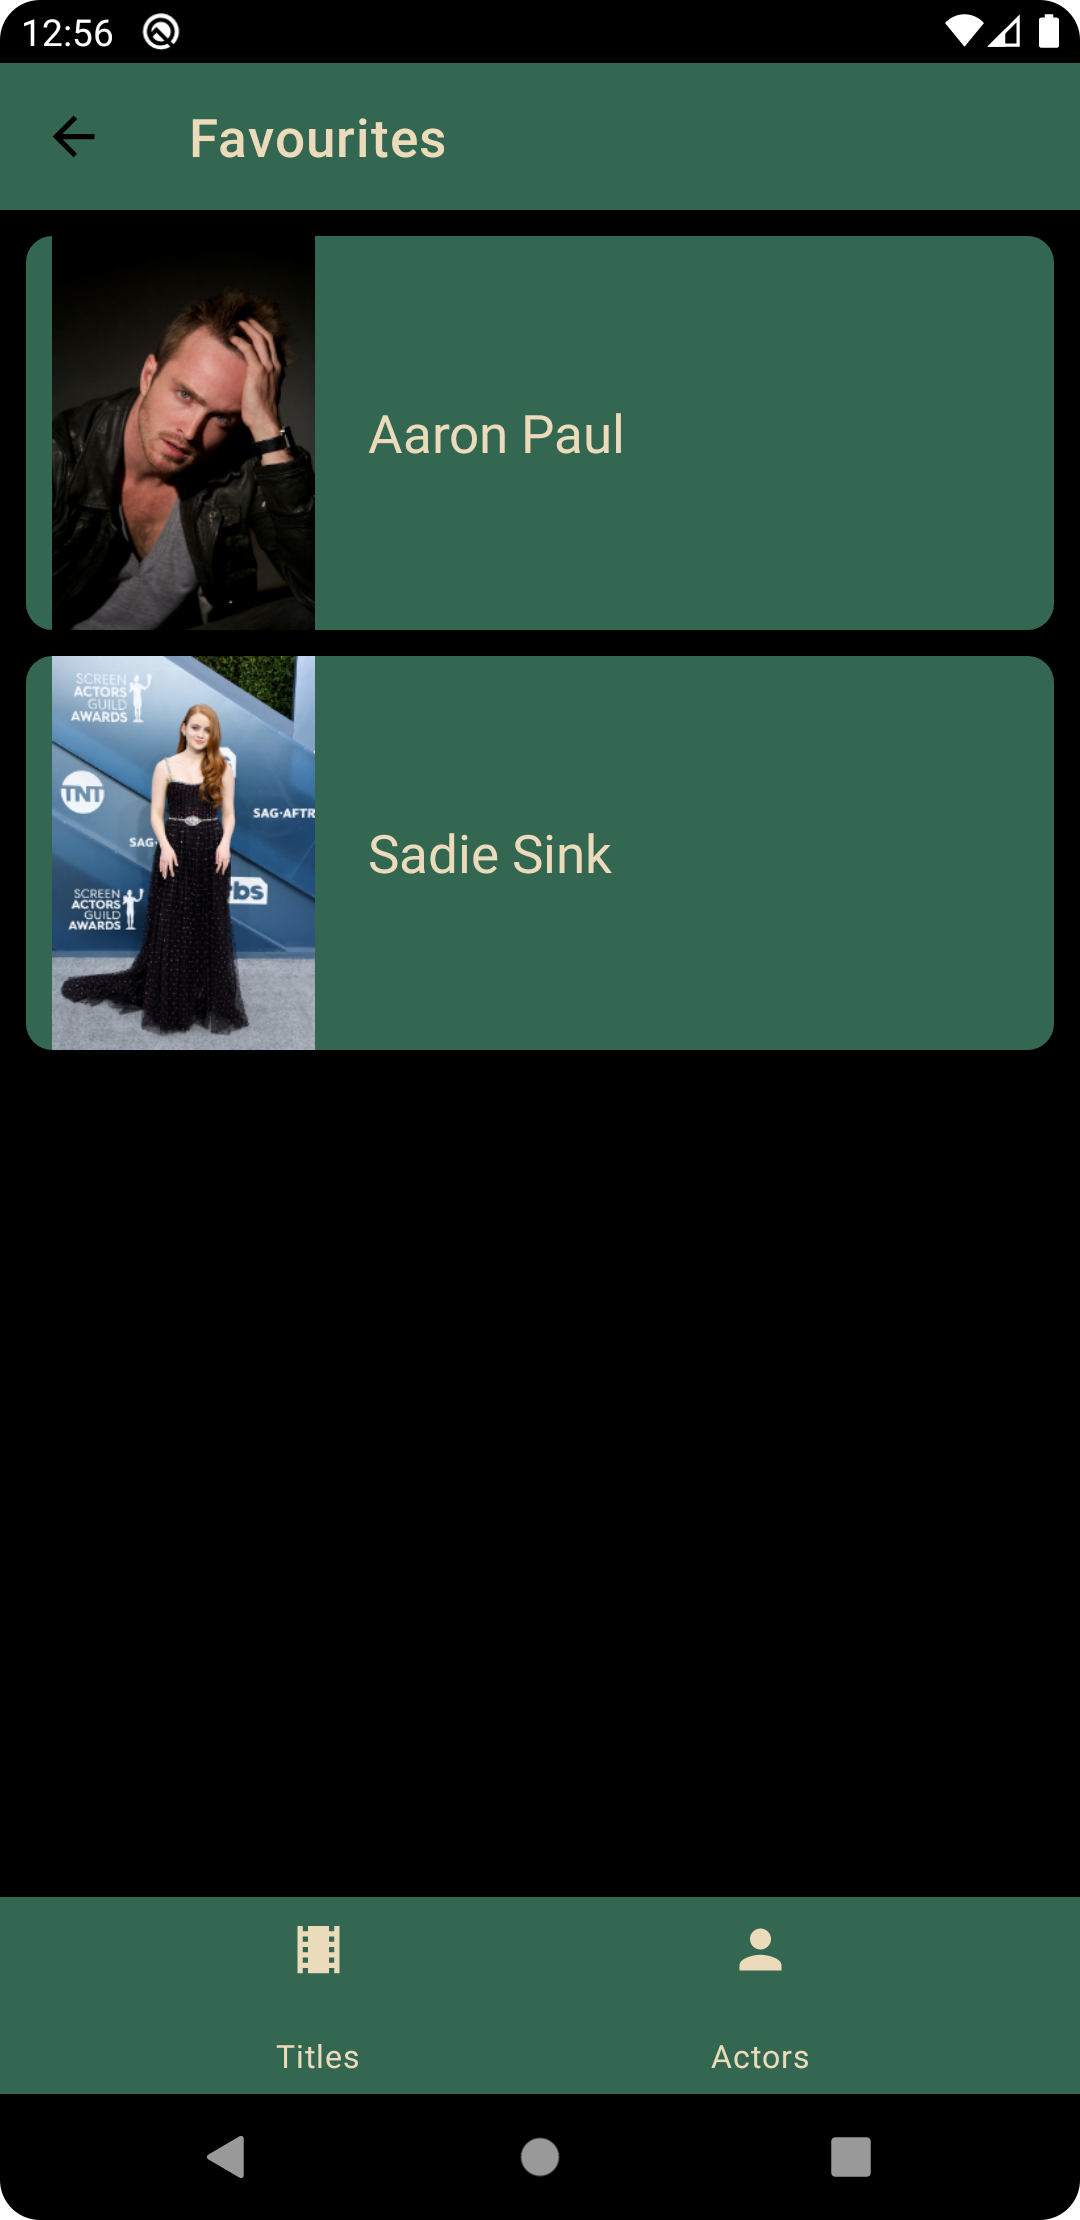 12:56
Favourites
Aaron Paul
SCREEN
ACTORS
GUILD
AWARDS
TNT
SAG-AFTR
SAG-
bs
SCREEN
ACTORS
GUILD
AWARDS
Sadie Sink
Titles
Actors